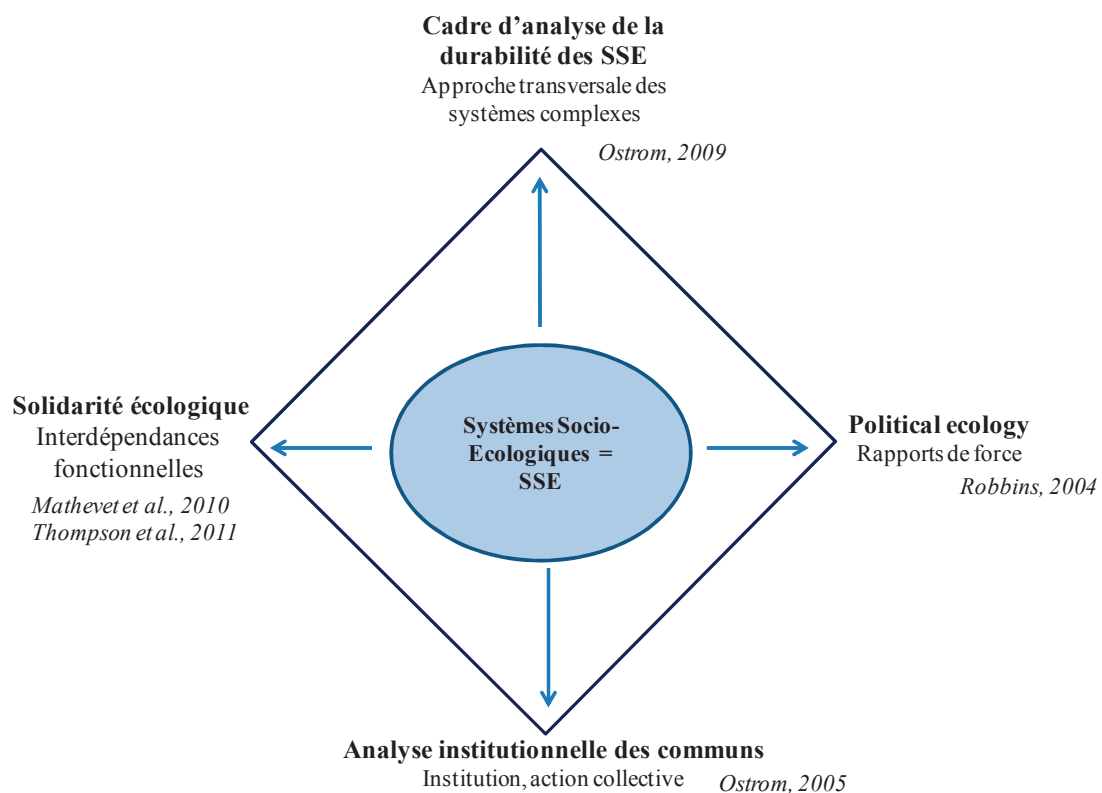 Cadre d'analyse de la
durabilité des SSE
Approche transversale des
systèmes complexes
Ostrom, 2009
Solidarité écologique
Interdépendances
fonctionnelles
Mathevet et al., 2010
Thompson et al., 2011
Systèmes Socio-
Ecologiques =
SSE
Political ecology
Rapports de force
Robbins, 2004
Analyse institutionnelle des communs
Institution, action collective Ostrom, 2005